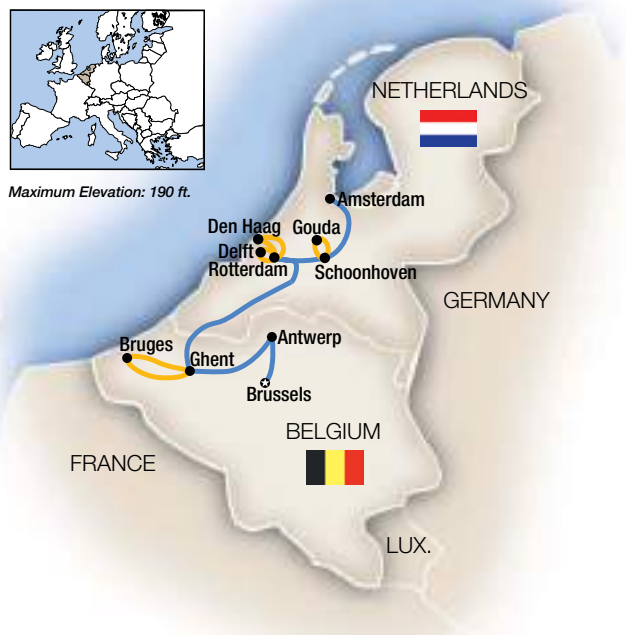 NETHERLANDS
Maximum Elevation: 190 ft.
Amsterdam
Den Haag
Gouda
Delft
Rotterdam
Schoonhoven
GERMANY
Bruges
Ghent
Antwerp
Brussels
BELGIUM
FRANCE
LUX.